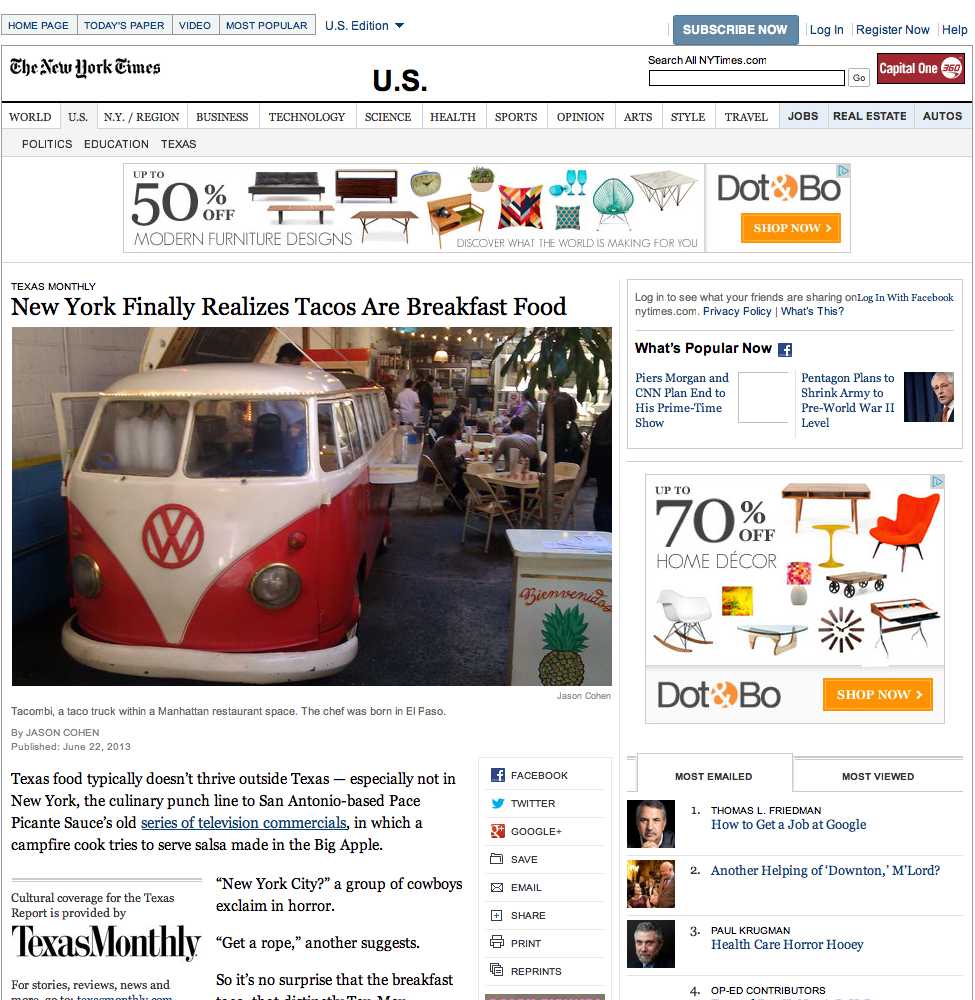 HOME PAGE TODAY'S PAPER VIDEO MOST POPULAR U.S. Edition
SUBSCRIBE NOW Log In Register Now Help
The New York Times
U.S.
Search All NYTimes.com
Go
Capital One 360
WORLD U.S. N.Y. / REGION BUSINESS TECHNOLOGY SCIENCE HEALTH SPORTS OPINION ARTS STYLE TRAVEL JOBS REAL ESTATE AUTOS
POLITICS EDUCATION TEXAS
UP TO
50% OFF
MODERN FURNITURE DESIGNS
DISCOVER WHAT THE WORLD IS MAKING FOR YOU
Dot&Bo
SHOP NOW >
TEXAS MONTHLY
New York Finally Realizes Tacos Are Breakfast Food
Bienvenidos
Jason Cohen
Tacombi, a taco truck within a Manhattan restaurant space. The chef was born in El Paso.
By JASON COHEN
Published: June 22, 2013
Texas food typically doesn’t thrive outside Texas — especially not in
New York, the culinary punch line to San Antonio-based Pace
Picante Sauce’s old series of television commercials, in which a
campfire cook tries to serve salsa made in the Big Apple.
Cultural coverage for the Texas
Report is provided by
TexasMonthly
For stories, reviews, news and
more, go to: texasmonthly.com
“New York City?” a group of cowboys
exclaim in horror.
“Get a rope,” another suggests.
So it’s no surprise that the breakfast
taco, that distinctly Tex-Mex
FACEBOOK
TWITTER
GOOGLE+
SAVE
EMAIL
SHARE
PRINT
REPRINTS
Log in to see what your friends are sharing on Log In With Facebook
nytimes.com. Privacy Policy | What’s This?
What’s Popular Now
Piers Morgan and
CNN Plan End to
His Prime-Time
Show
Pentagon Plans to
Shrink Army to
Pre-World War II
Level
UP TO
70% OFF
HOME DÉCOR
Dot&Bo
SHOP NOW >
MOST EMAILED MOST VIEWED
1. THOMAS L. FRIEDMAN
How to Get a Job at Google
2. Another Helping of ‘Downton,’ M’Lord?
3. PAUL KRUGMAN
Health Care Horror Hooey
4. OP-ED CONTRIBUTORS